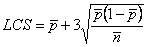 LCS = p̅ + 3√(p̅(1 − p̅)/n̅)